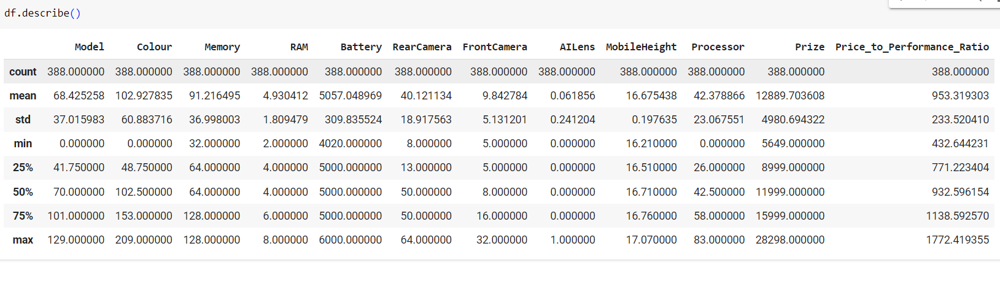 df.describe()
Model Colour Memory RAM Battery RearCamera FrontCamera AILens MobileHeight Processor Prize Price_to_Performance_Ratio
count 388.000000 388.000000 388.000000 388.000000 388.000000 388.000000 388.000000 388.000000 388.000000 388.000000 388.000000 388.000000
mean 68.425258 102.927835 91.216495 4.930412 5057.048969 40.121134 9.842784 0.061856 16.675438 42.378866 12889.703608 953.319303
std 37.015983 60.883716 36.998003 1.809479 309.835524 18.917563 5.131201 0.241204 0.197635 23.067551 4980.694322 233.520410
min 0.000000 0.000000 32.000000 2.000000 4020.000000 8.000000 5.000000 0.000000 16.210000 0.000000 5649.000000 432.644231
25% 41.750000 48.750000 64.000000 4.000000 5000.000000 13.000000 5.000000 0.000000 16.510000 26.000000 8999.000000 771.223404
50% 70.000000 102.500000 64.000000 4.000000 5000.000000 50.000000 8.000000 0.000000 16.710000 42.500000 11999.000000 932.596154
75% 101.000000 153.000000 128.000000 6.000000 5000.000000 50.000000 16.000000 0.000000 16.760000 58.000000 15999.000000 1138.592570
max 129.000000 209.000000 128.000000 8.000000 6000.000000 64.000000 32.000000 1.000000 17.070000 83.000000 28298.000000 1772.419355